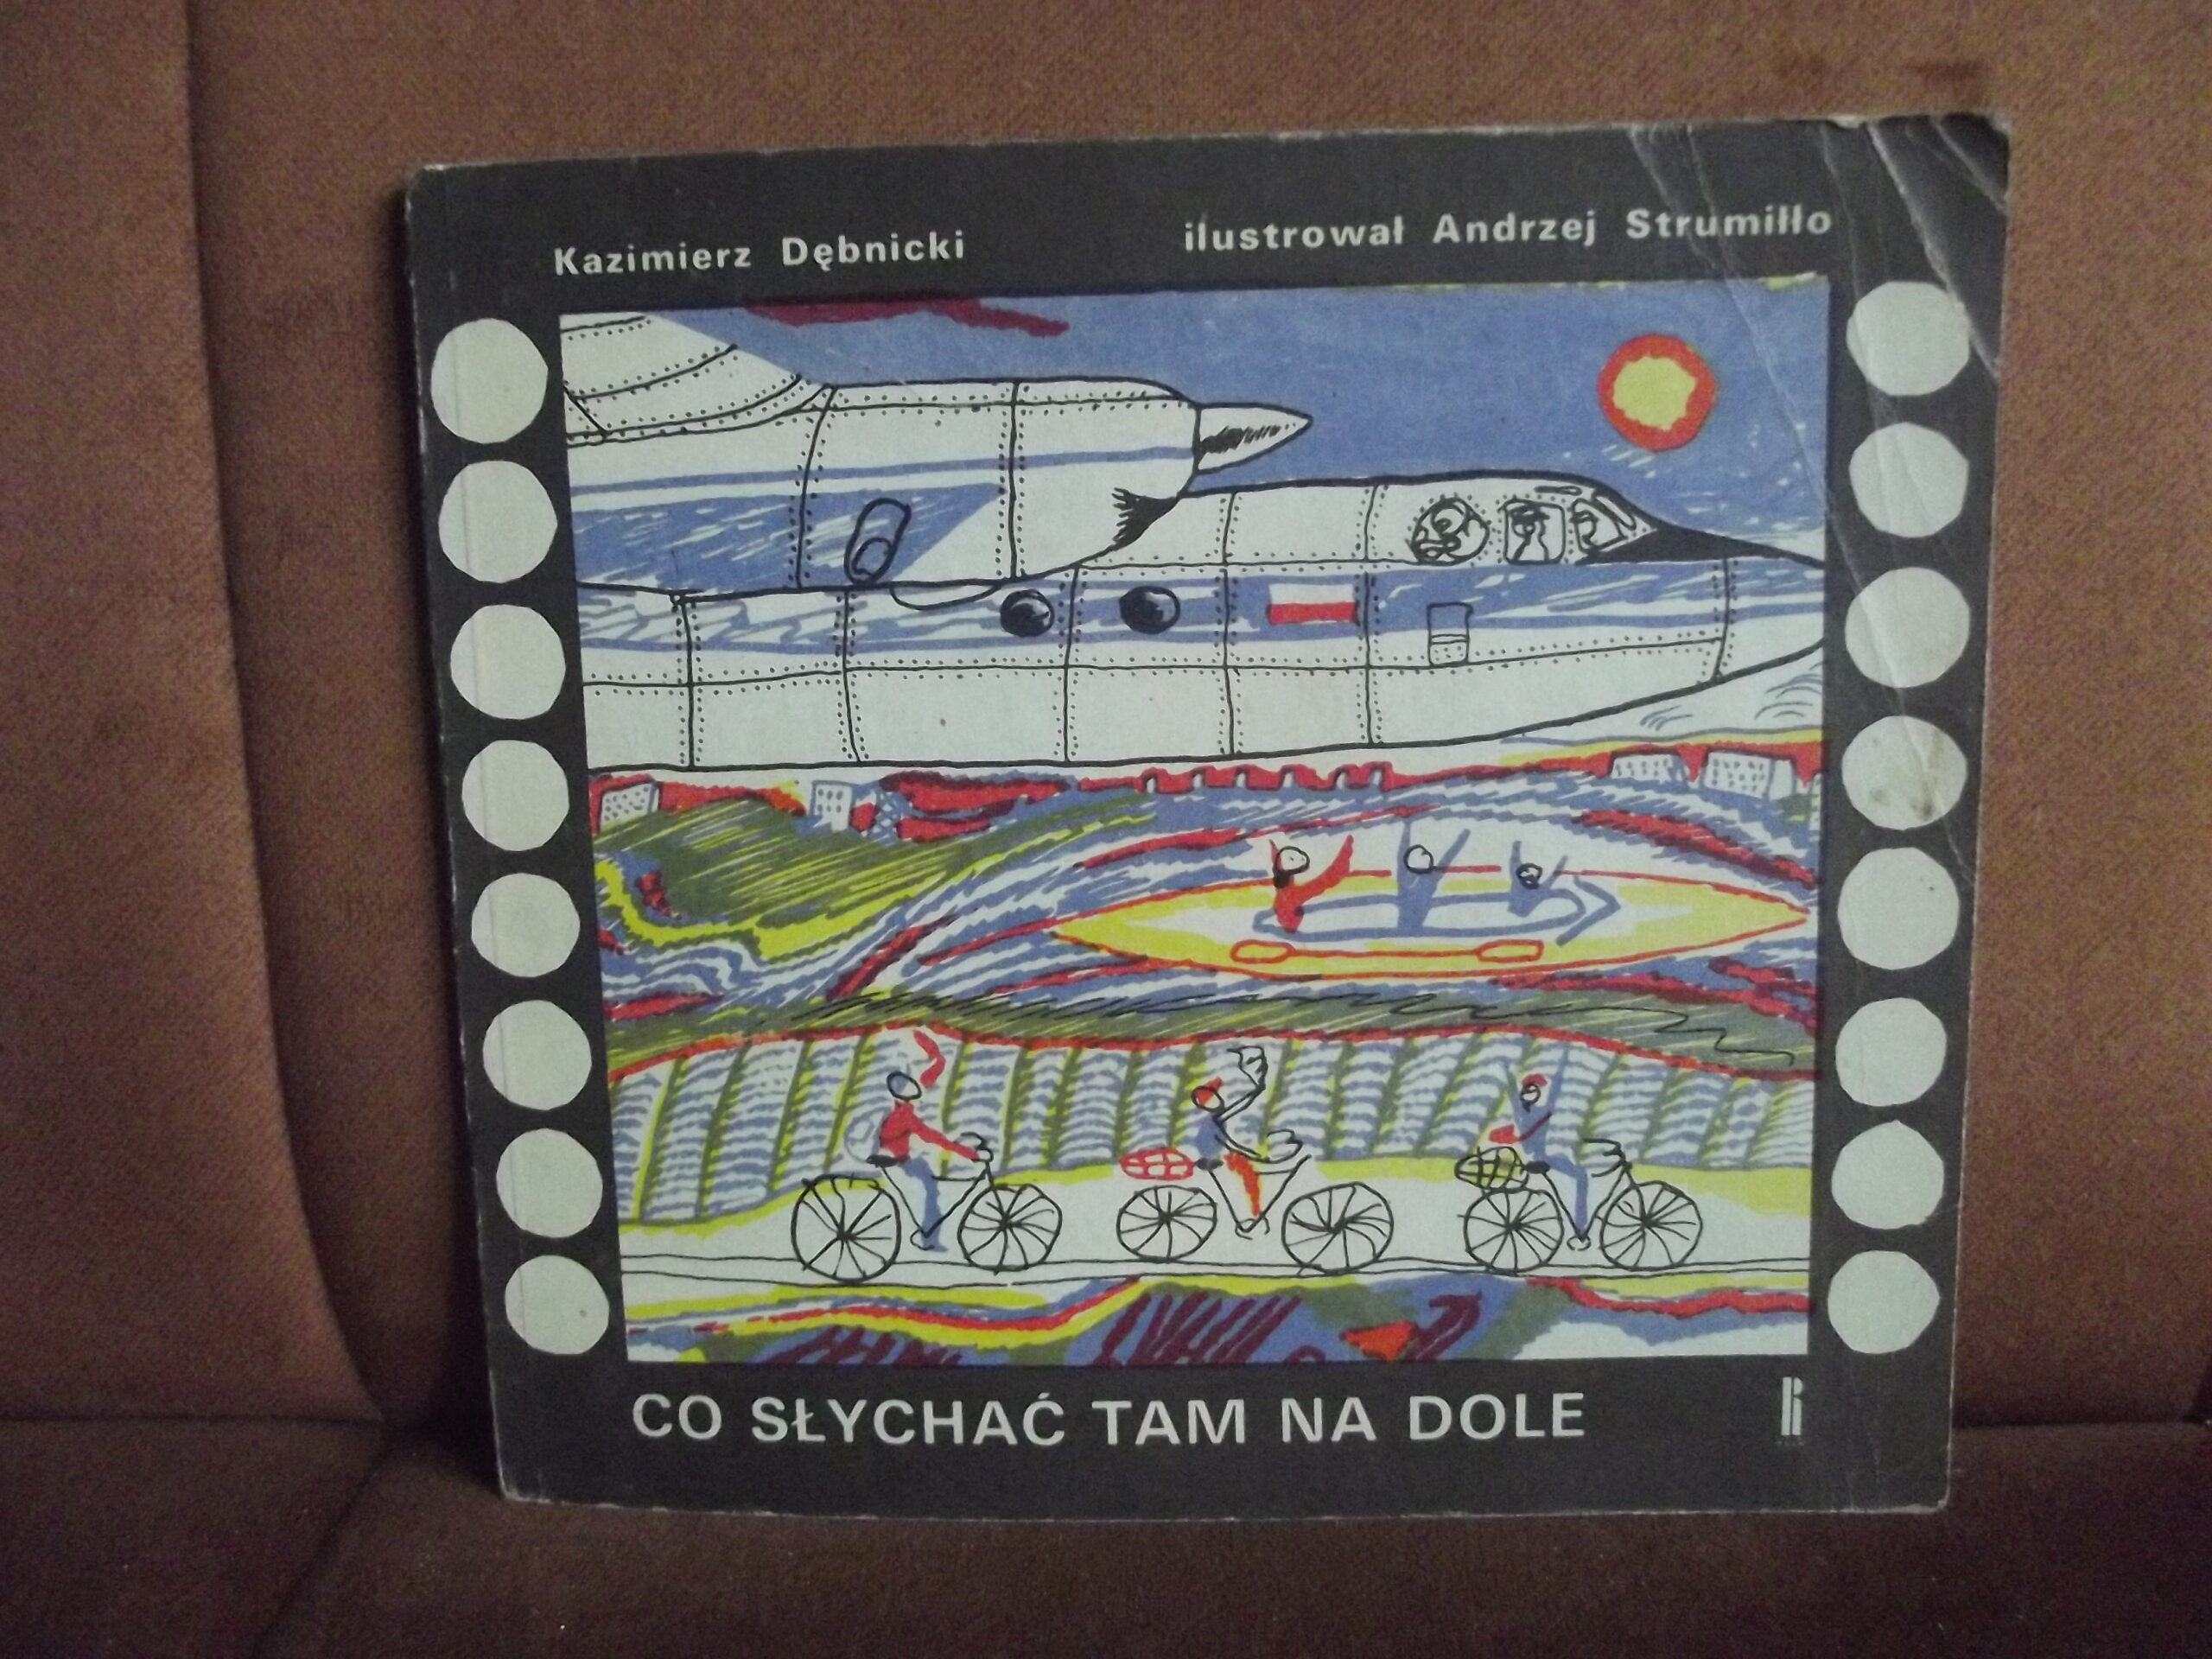 Kazimierz Dębnicki
ilustrował Andrzej Strumiłło
CO SŁYCHAĆ TAM NA DOLE